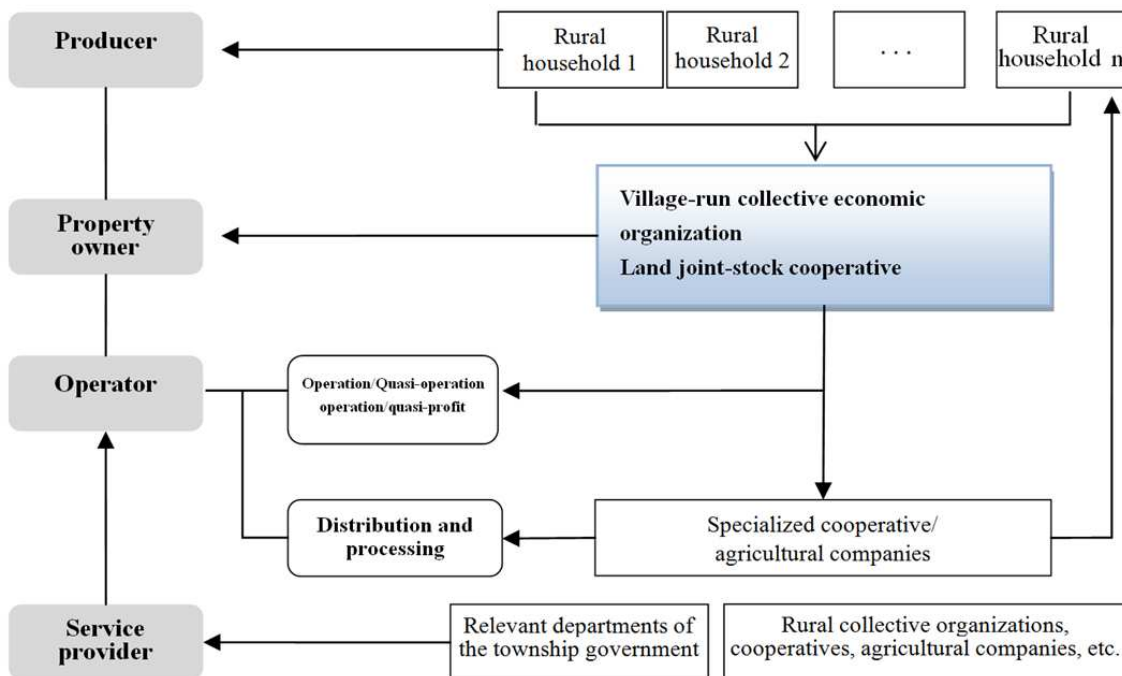 Producer
Rural
household 1
Rural
household 2
. . .
Rural
household n
Village-run collective economic
organization
Land joint-stock cooperative
Property
owner
Operator
Operation/Quasi-operation
operation/quasi-profit
Distribution and
processing
Specialized cooperative/
agricultural companies
Service
provider
Relevant departments of
the township government
Rural collective organizations,
cooperatives, agricultural companies, etc.